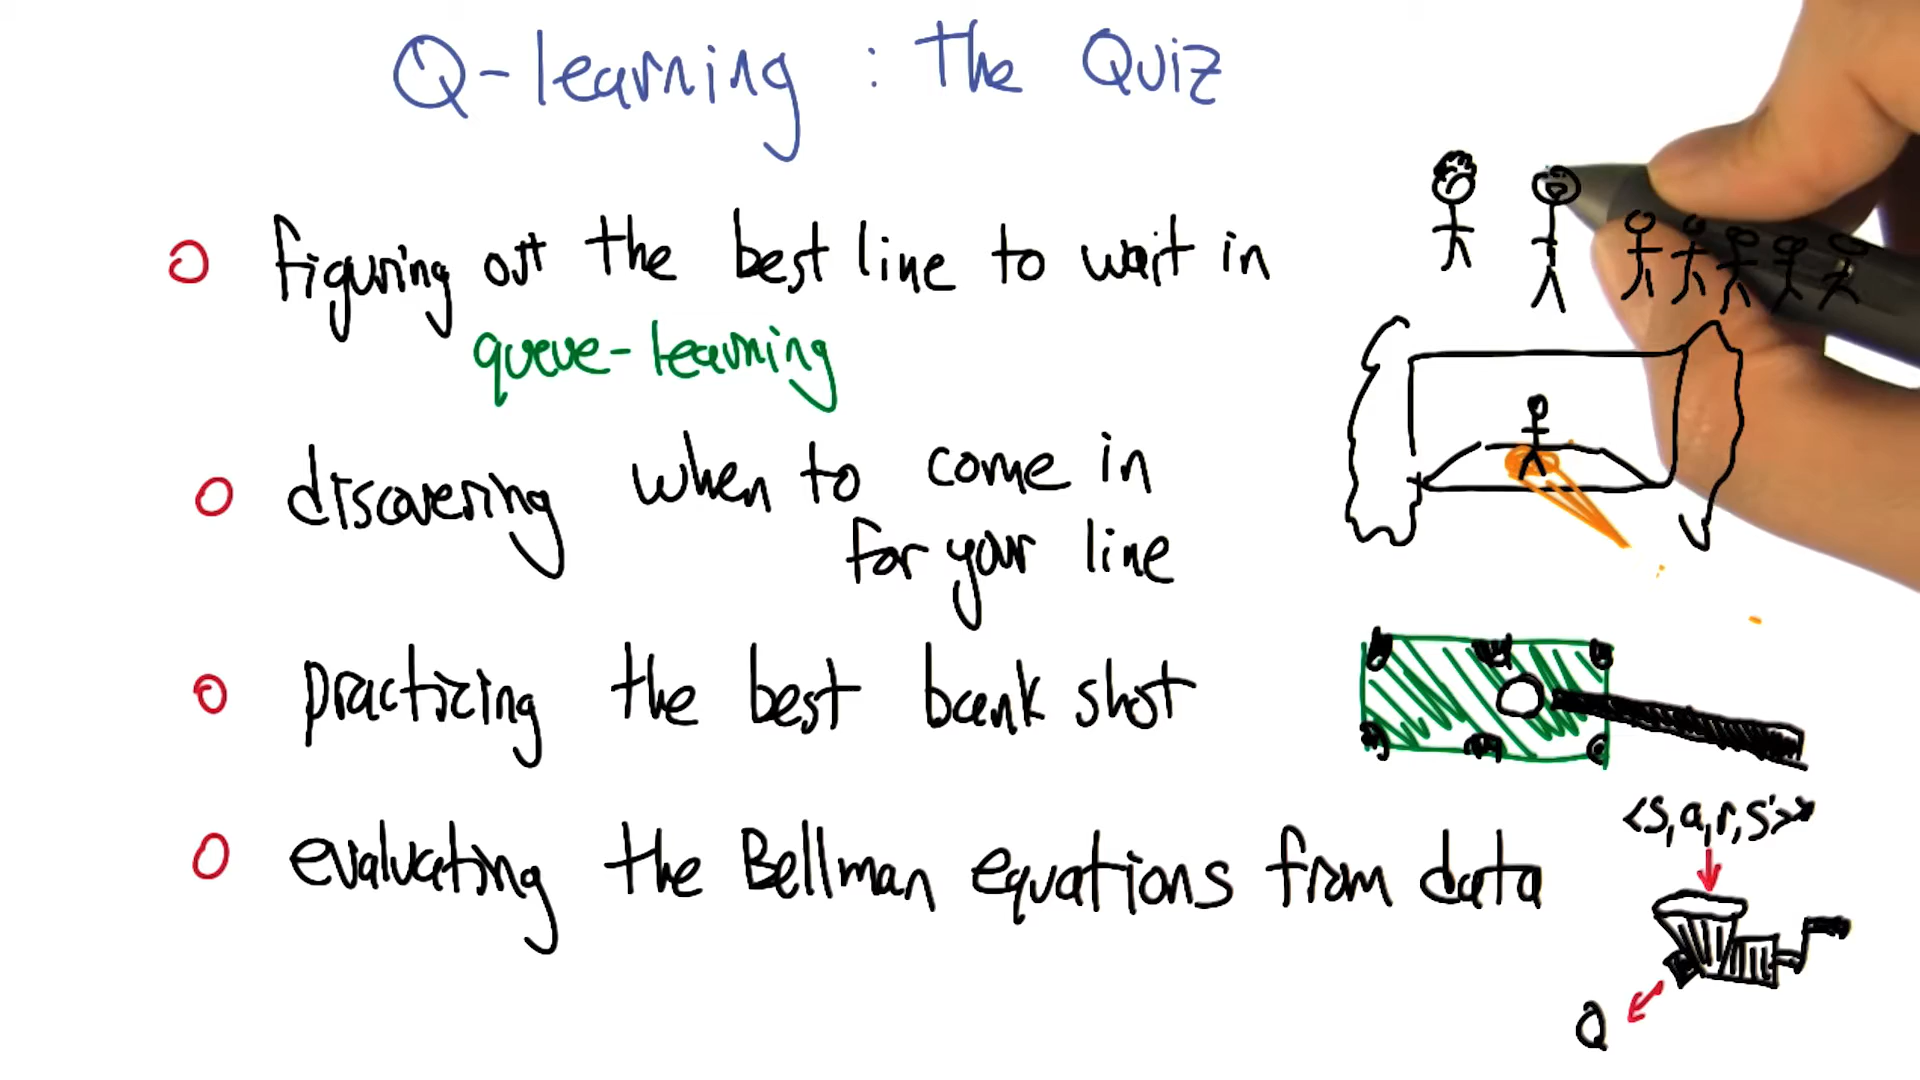 Q-learning : The Quiz
figuring out the best line to wait in
queue-learning
discovering when to come in
for your line
practicing the best bank shot
<s,a,r,s'>
evaluating the Bellman equations from data
Q